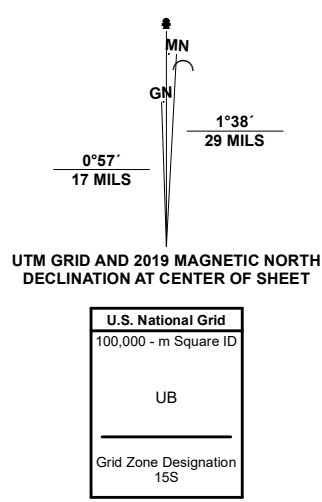 MN
GN
1°38´
29 MILS
0°57´
17 MILS
UTM GRID AND 2019 MAGNETIC NORTH
DECLINATION AT CENTER OF SHEET
U.S. National Grid
100,000 - m Square ID
UB
Grid Zone Designation
15S